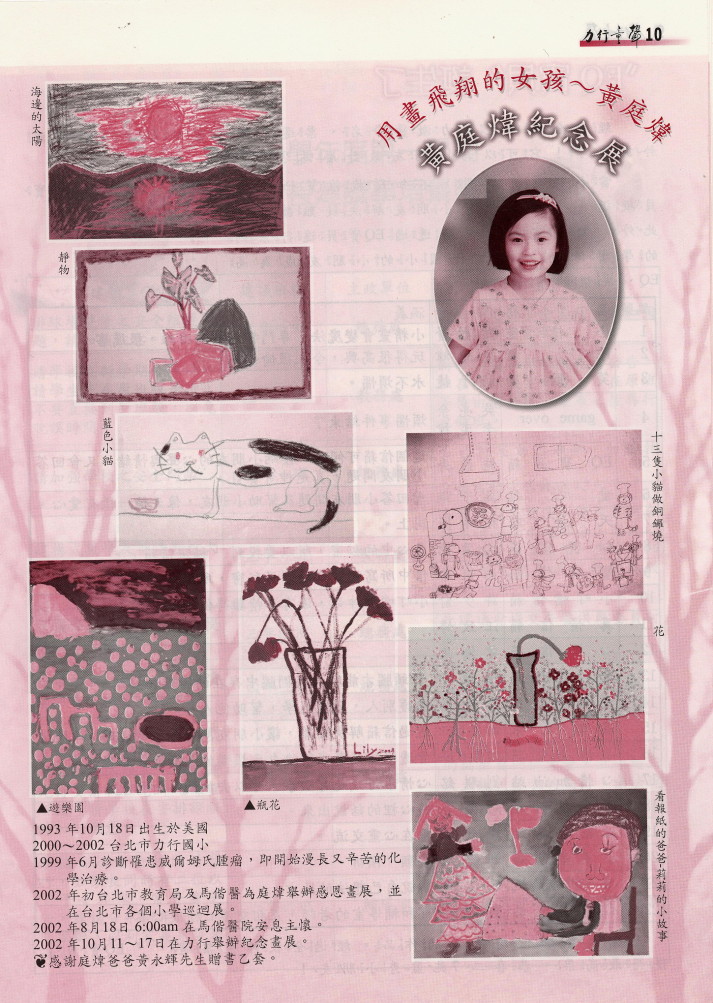 力行童聲 10
用畫飛翔的女孩～黃庭煒
黃庭煒紀念展
海邊的太陽
靜物
藍色小貓
十三隻小貓做銅鑼燒
花
Lily 2001
▲遊樂園
▲瓶花
看報紙的爸爸-莉莉的小故事
1993 年10月18日出生於美國
2000～2002 台北市力行國小
1999 年6月診斷罹患威爾姆氏腫瘤，即開始漫長又辛苦的化
學治療。
2002 年初台北市教育局及馬偕醫為庭煒舉辦感恩畫展，並
在台北市各個小學巡迴展。
2002 年8月18日 6:00am 在馬偕醫院安息主懷。
2002 年10月11～17日在力行舉辦紀念畫展。
❦感謝庭煒爸爸黃永輝先生贈書乙套。